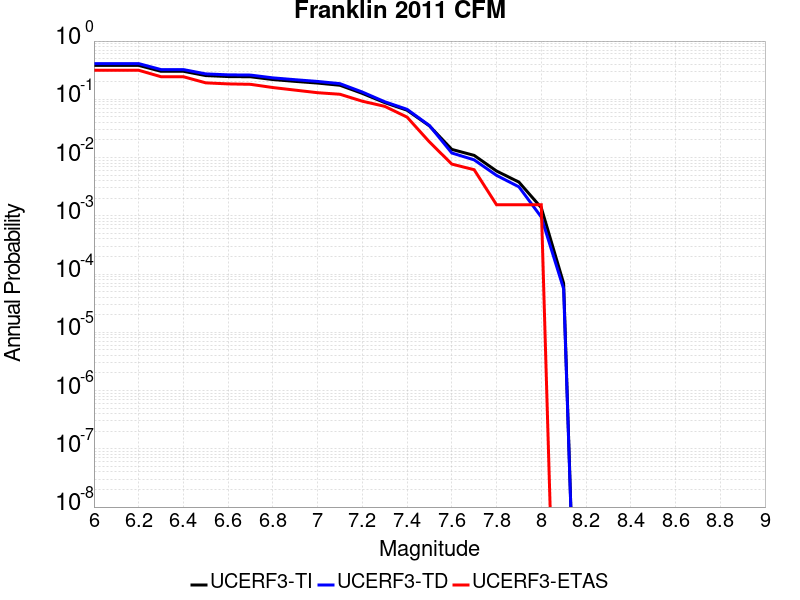 Franklin 2011 CFM
Annual Probability
10^0
10^-1
10^-2
10^-3
10^-4
10^-5
10^-6
10^-7
10^-8
6 6.2 6.4 6.6 6.8 7 7.2 7.4 7.6 7.8 8 8.2 8.4 8.6 8.8 9
Magnitude
UCERF3-TI UCERF3-TD UCERF3-ETAS